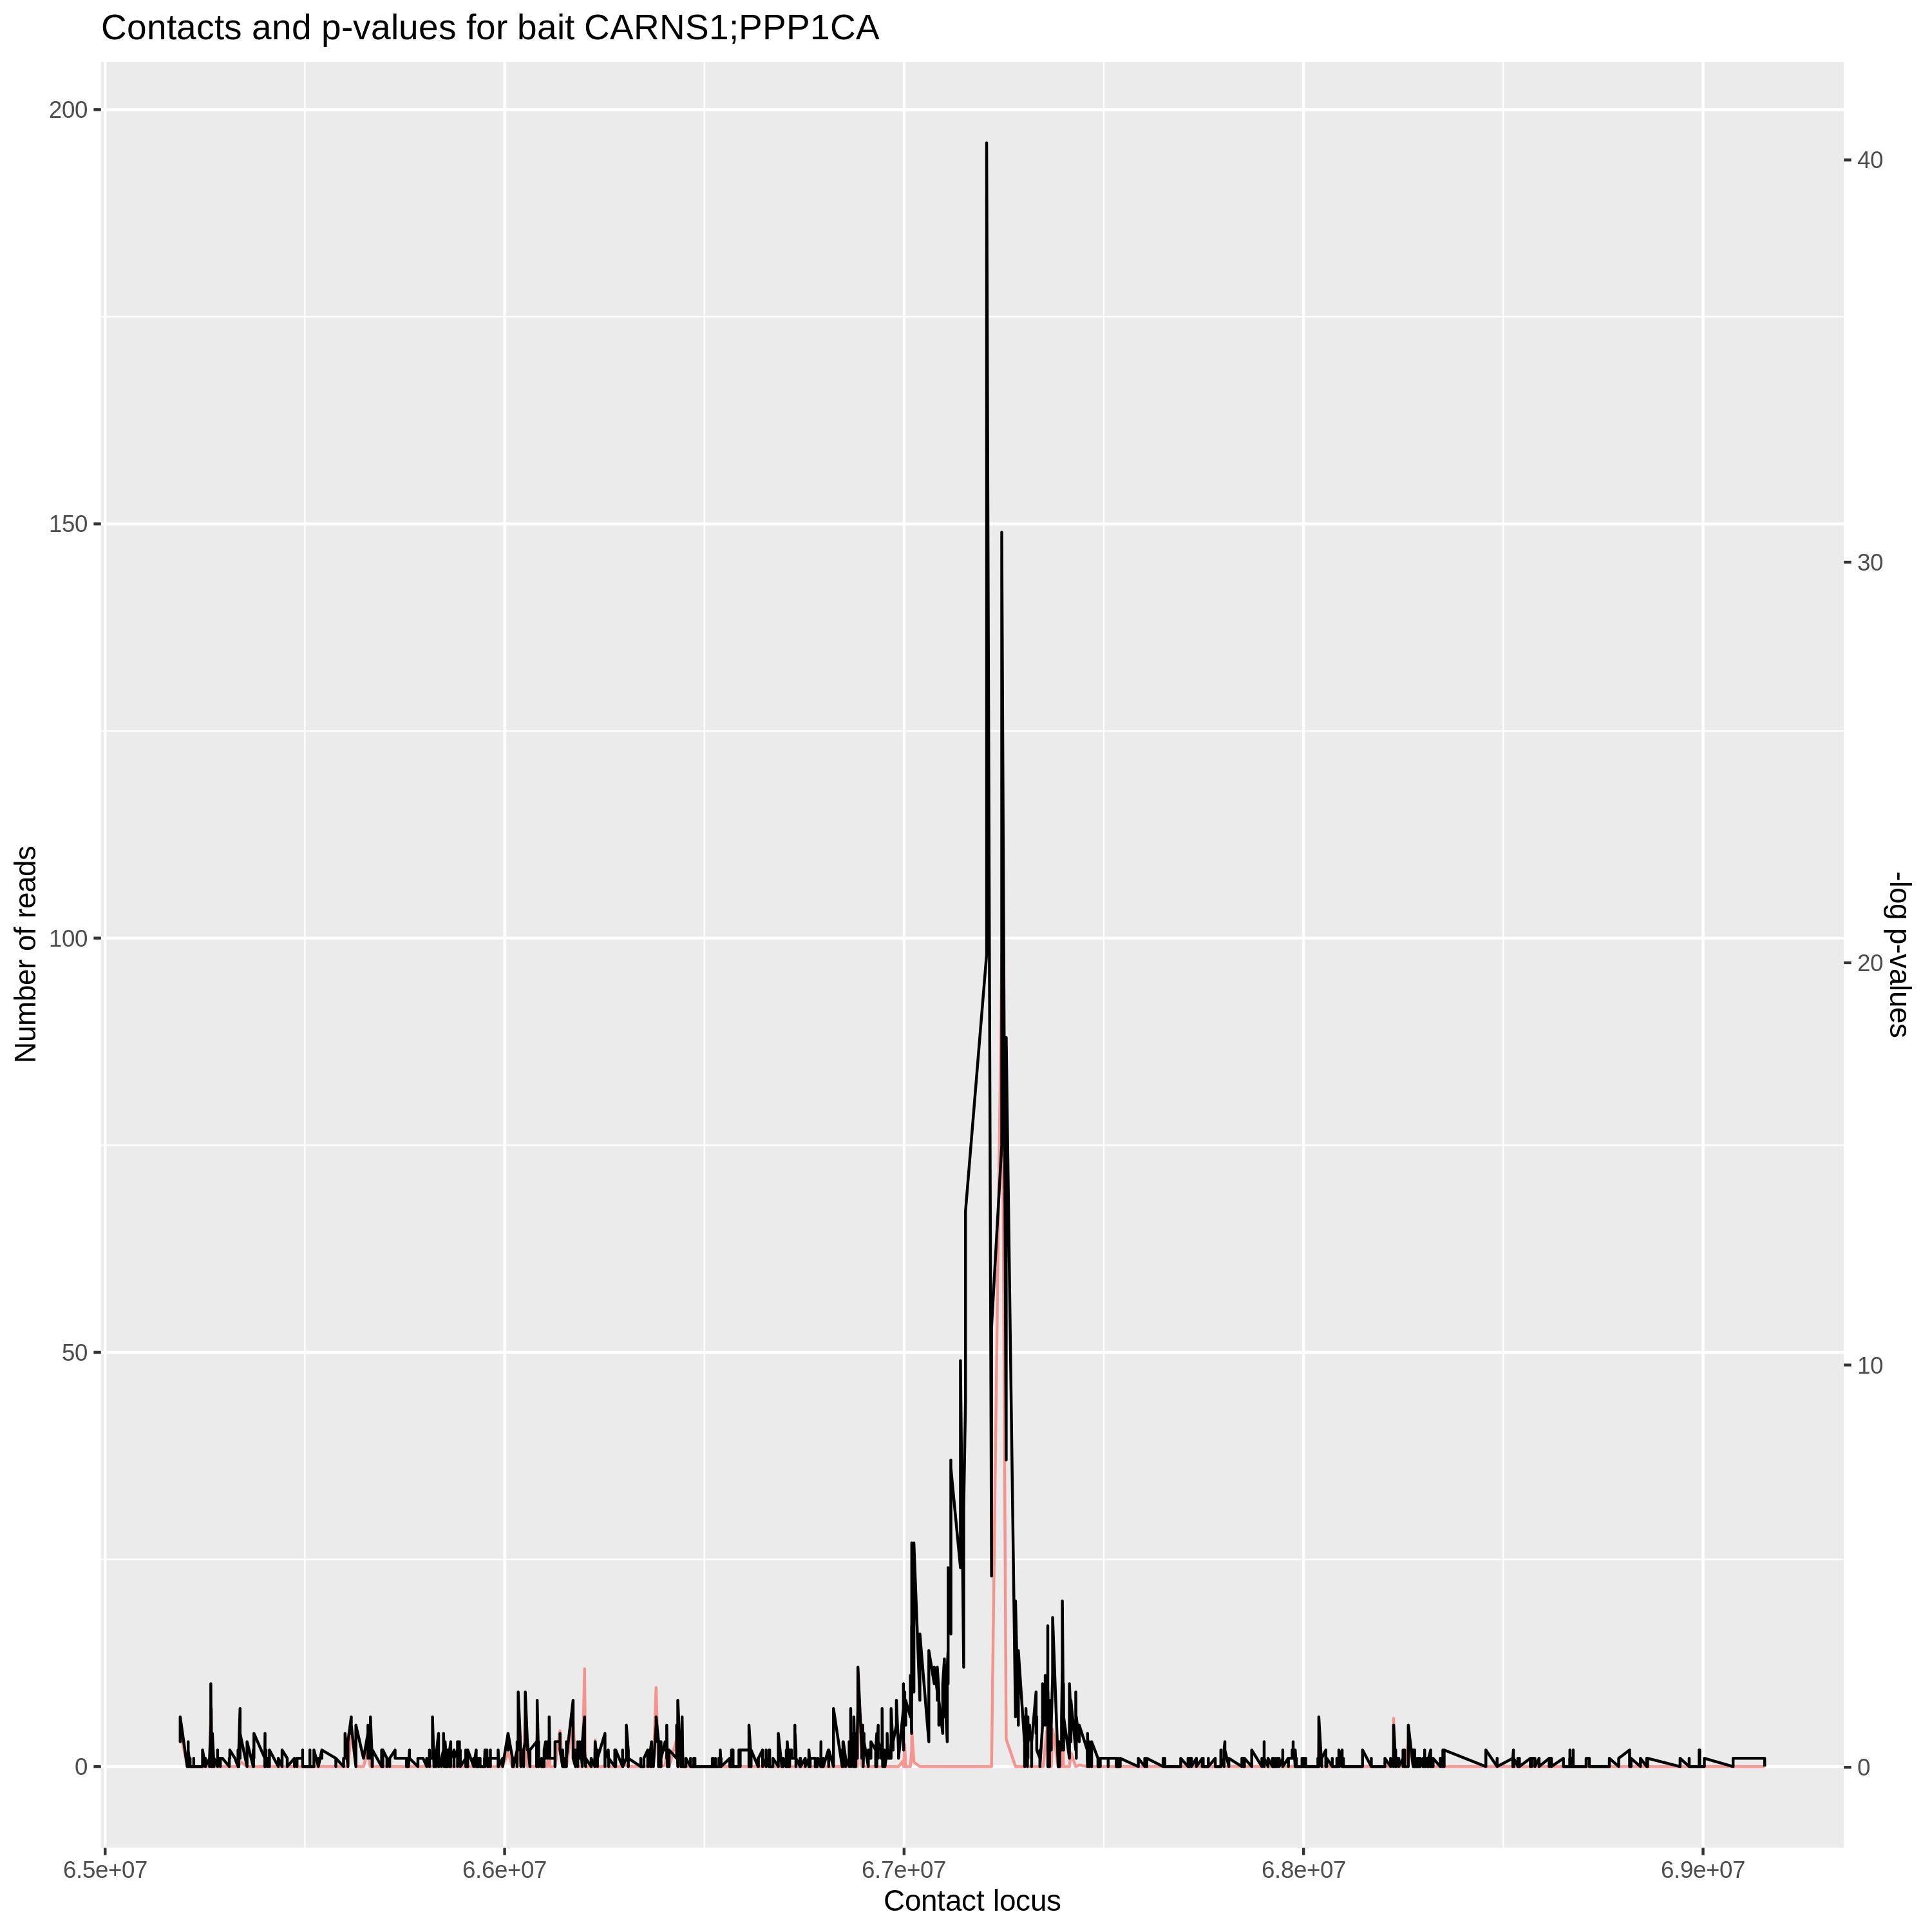 Contacts and p-values for bait CARNS1;PPP1CA
200
150
100
50
0
Number of reads
40
30
20
10
0
-log p-values
6.5e+07
6.6e+07
6.7e+07
6.8e+07
6.9e+07
Contact locus